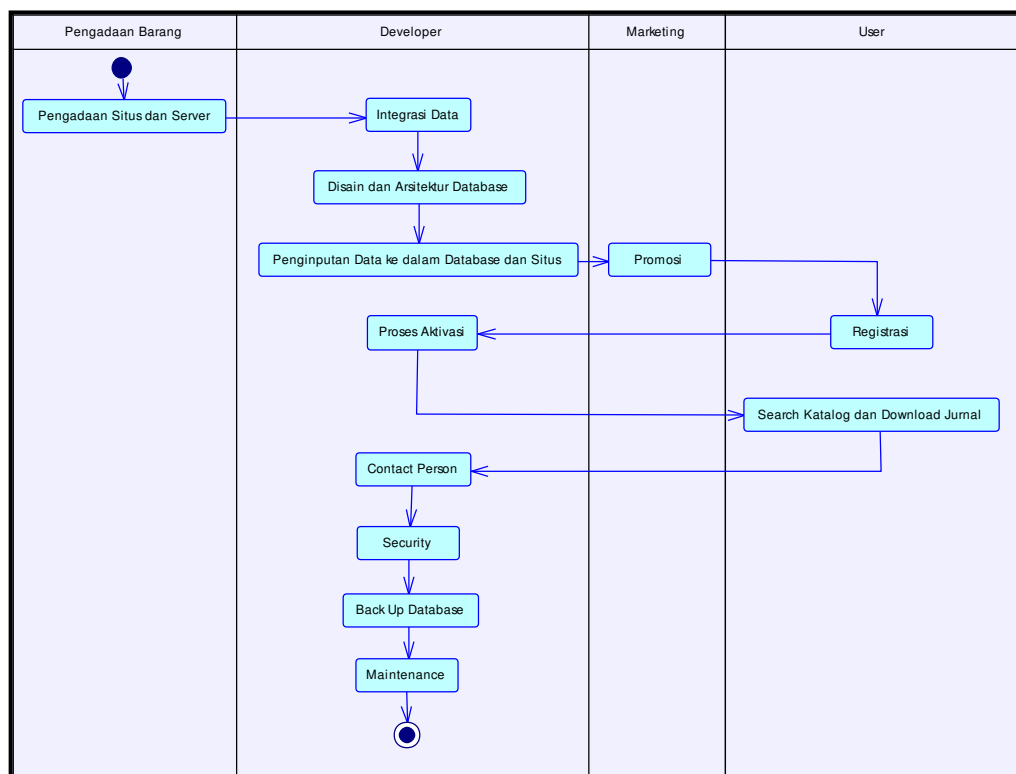 Pengadaan Barang
Developer
Marketing
User
Pengadaan Situs dan Server
Integrasi Data
Disain dan Arsitektur Database
Penginputan Data ke dalam Database dan Situs
Promosi
Proses Aktivasi
Registrasi
Search Katalog dan Download Jurnal
Contact Person
Security
Back Up Database
Maintenance